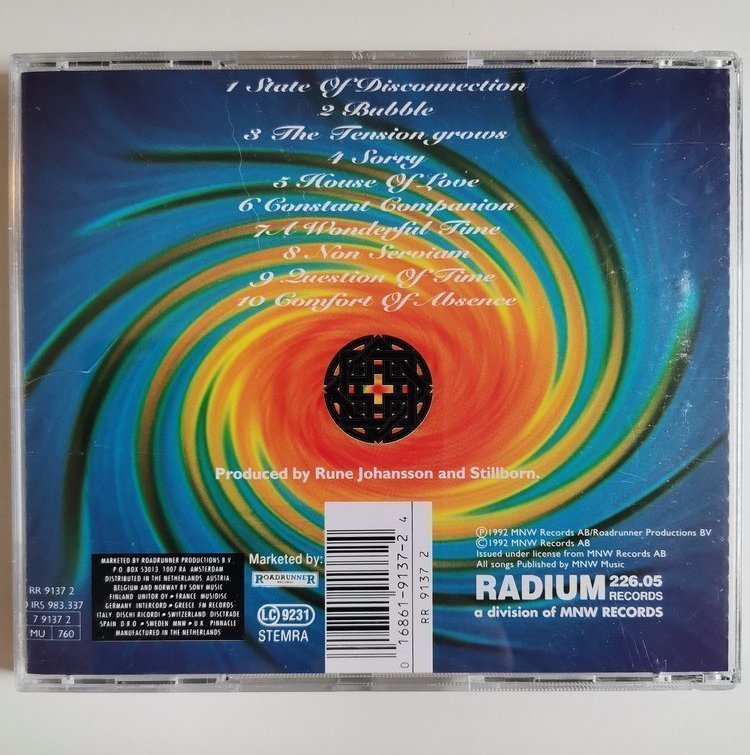 1 State Of Disconnection
2 Bubble
3 The Tension grows
4 Sorry
5 House Of Love
6 Constant Companion
7 A Wonderful Time
8 Non Serviam
9 Question Of Time
10 Comfort Of Absence
Produced by Rune Johansson and Stillborn.
RR 9137 2
IRS 983.337
7 9137 2
MU 760
MARKETED BY ROADRUNNER PRODUCTIONS B V
P.O. BOX 53013, 1007 RA AMSTERDAM
DISTRIBUTED IN THE NETHERLANDS, AUSTRIA
BELGIUM AND NORWAY BY SONY MUSIC
FINLAND UNITOR OY • FRANCE MUSIDISC
GERMANY INTERCORD • GREECE FM RECORDS
ITALY DISCHI RICORDI • SWITZERLAND DISCTRADE
SPAIN D.R.O • SWEDEN MNW • U.K. PINNACLE
MANUFACTURED IN THE NETHERLANDS
Marketed by:
ROADRUNNER
RECORDS
LC 9231
STEMRA
0 16861-9137-2 4
RR 9137 2
Ⓟ1992 MNW Records AB/Roadrunner Productions BV
©1992 MNW Records AB
Issued under license from MNW Records AB
All songs Published by MNW Music
RADIUM 226.05 RECORDS
a division of MNW RECORDS